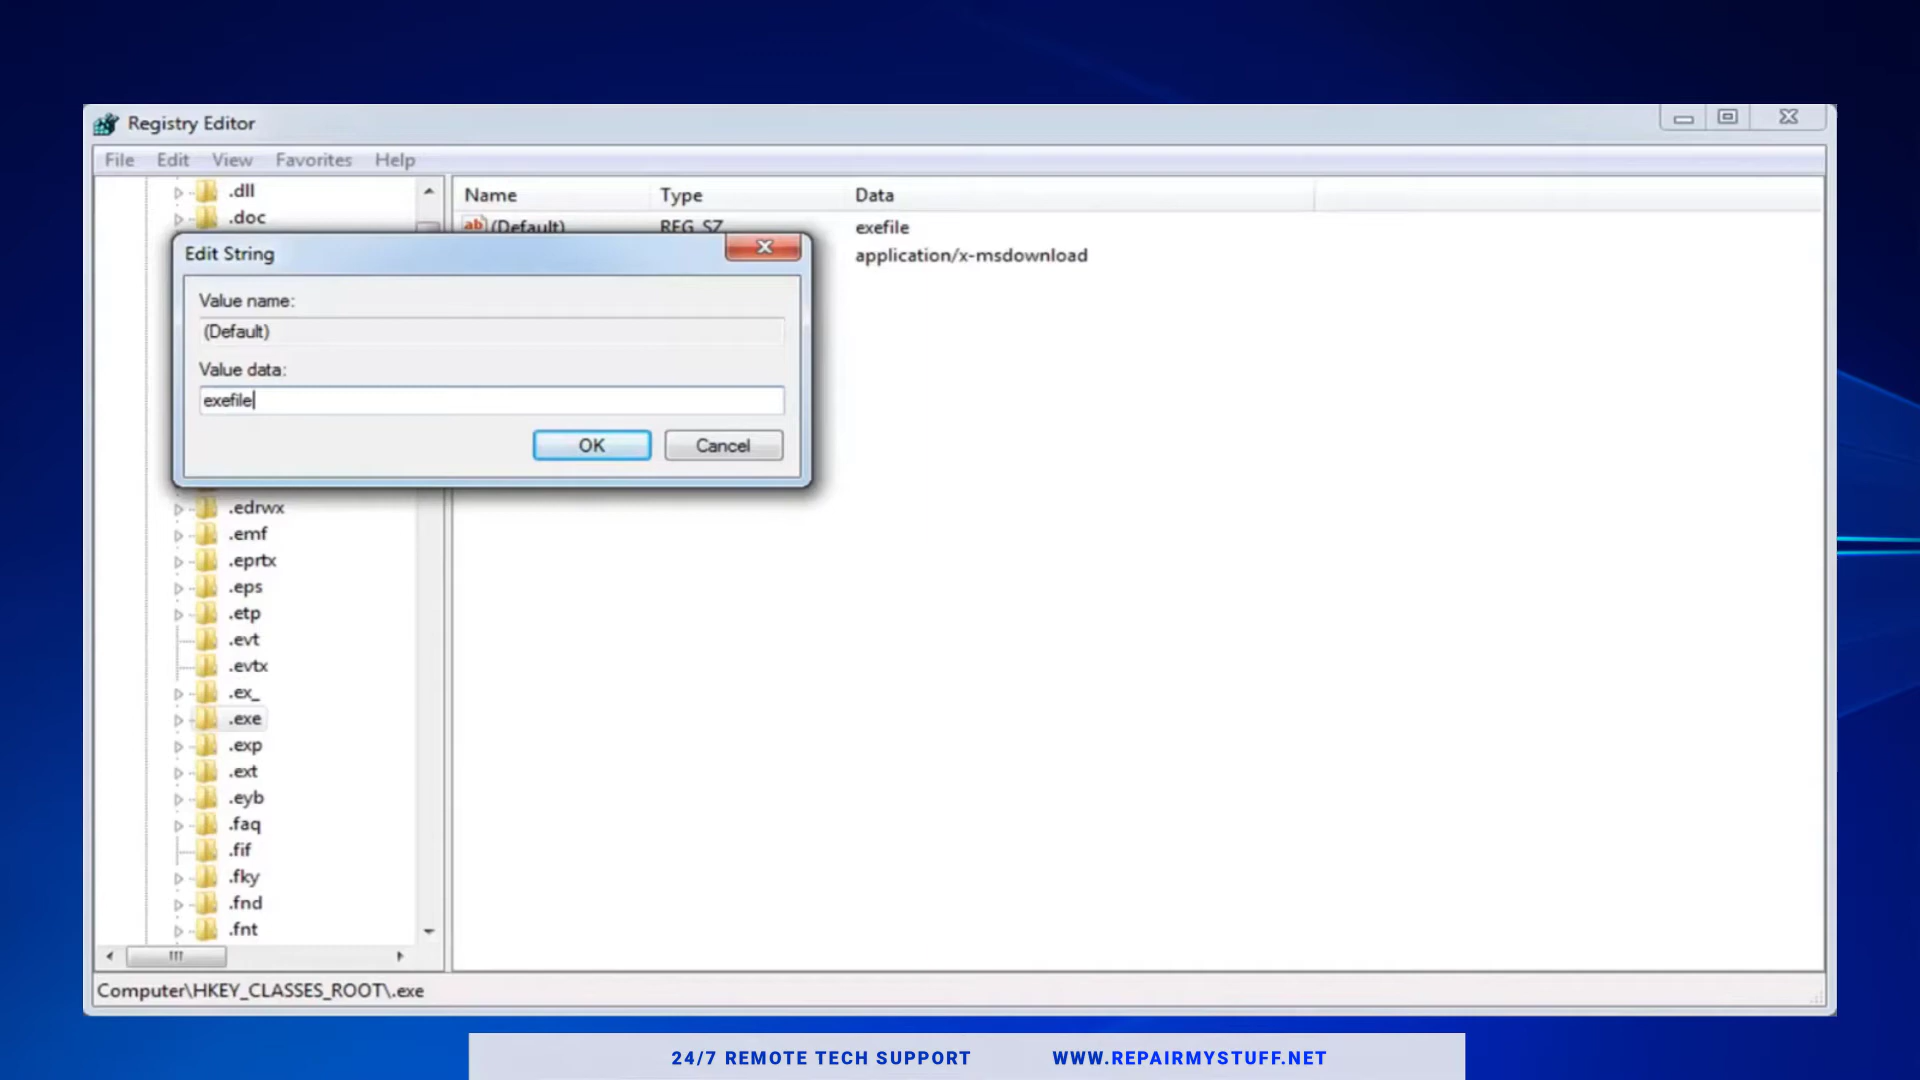 Registry Editor
File Edit View Favorites Help
.dll
.doc
Name Type Data
(Default) REG_SZ exefile
application/x-msdownload
Edit String
Value name:
(Default)
Value data:
exefile
OK Cancel
.edrwx
.emf
.eprtx
.eps
.etp
.evt
.evtx
.ex_
.exe
.exp
.ext
.eyb
.faq
.fif
.fky
.fnd
.fnt
Computer\HKEY_CLASSES_ROOT\.exe
24/7 REMOTE TECH SUPPORT WWW.REPAIRMYSTUFF.NET